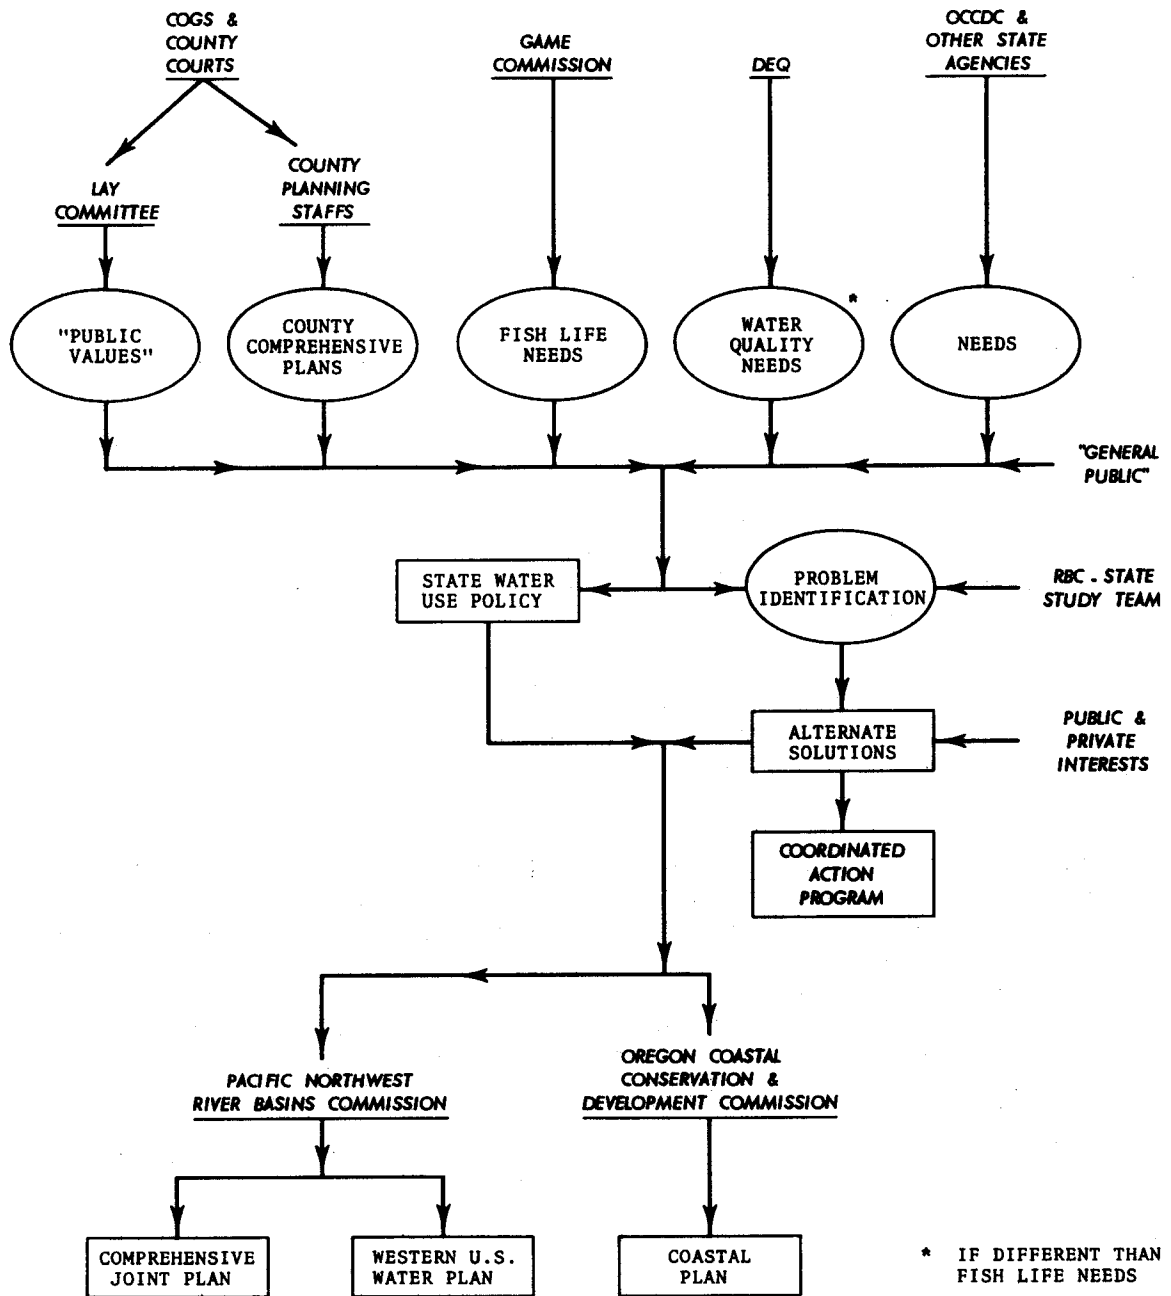 COGS &
COUNTY
COURTS
GAME
COMMISSION
DEQ
OCCDC &
OTHER STATE
AGENCIES
LAY
COMMITTEE
COUNTY
PLANNING
STAFFS
"PUBLIC
VALUES"
COUNTY
COMPREHENSIVE
PLANS
FISH LIFE
NEEDS
*
WATER
QUALITY
NEEDS
NEEDS
"GENERAL
PUBLIC"
STATE WATER
USE POLICY
PROBLEM
IDENTIFICATION
RBC - STATE
STUDY TEAM
ALTERNATE
SOLUTIONS
PUBLIC &
PRIVATE
INTERESTS
COORDINATED
ACTION
PROGRAM
PACIFIC NORTHWEST
RIVER BASINS COMMISSION
OREGON COASTAL
CONSERVATION &
DEVELOPMENT COMMISSION
COMPREHENSIVE
JOINT PLAN
WESTERN U.S.
WATER PLAN
COASTAL
PLAN
* IF DIFFERENT THAN
FISH LIFE NEEDS